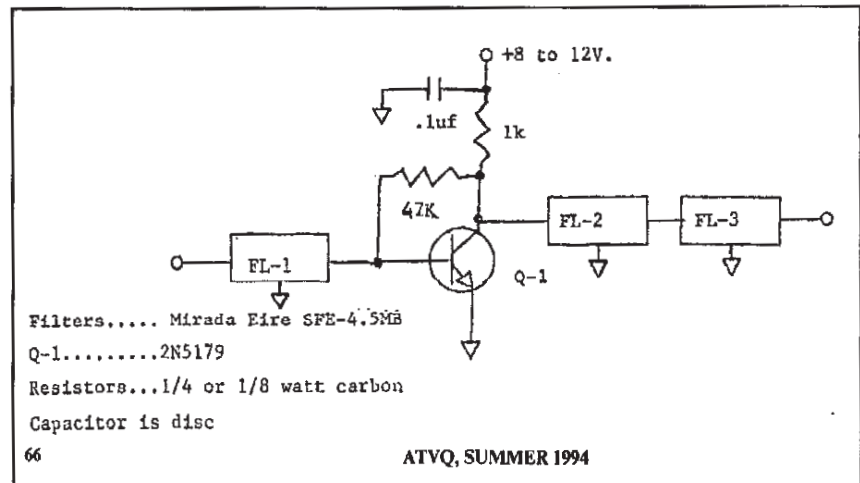 +8 to 12V.
.1uf
1k
47K
FL-1
FL-2
FL-3
Q-1
Filters..... Mirada Eire SFE-4.5MB
Q-1.........2N5179
Resistors...1/4 or 1/8 watt carbon
Capacitor is disc
66
ATVQ, SUMMER 1994